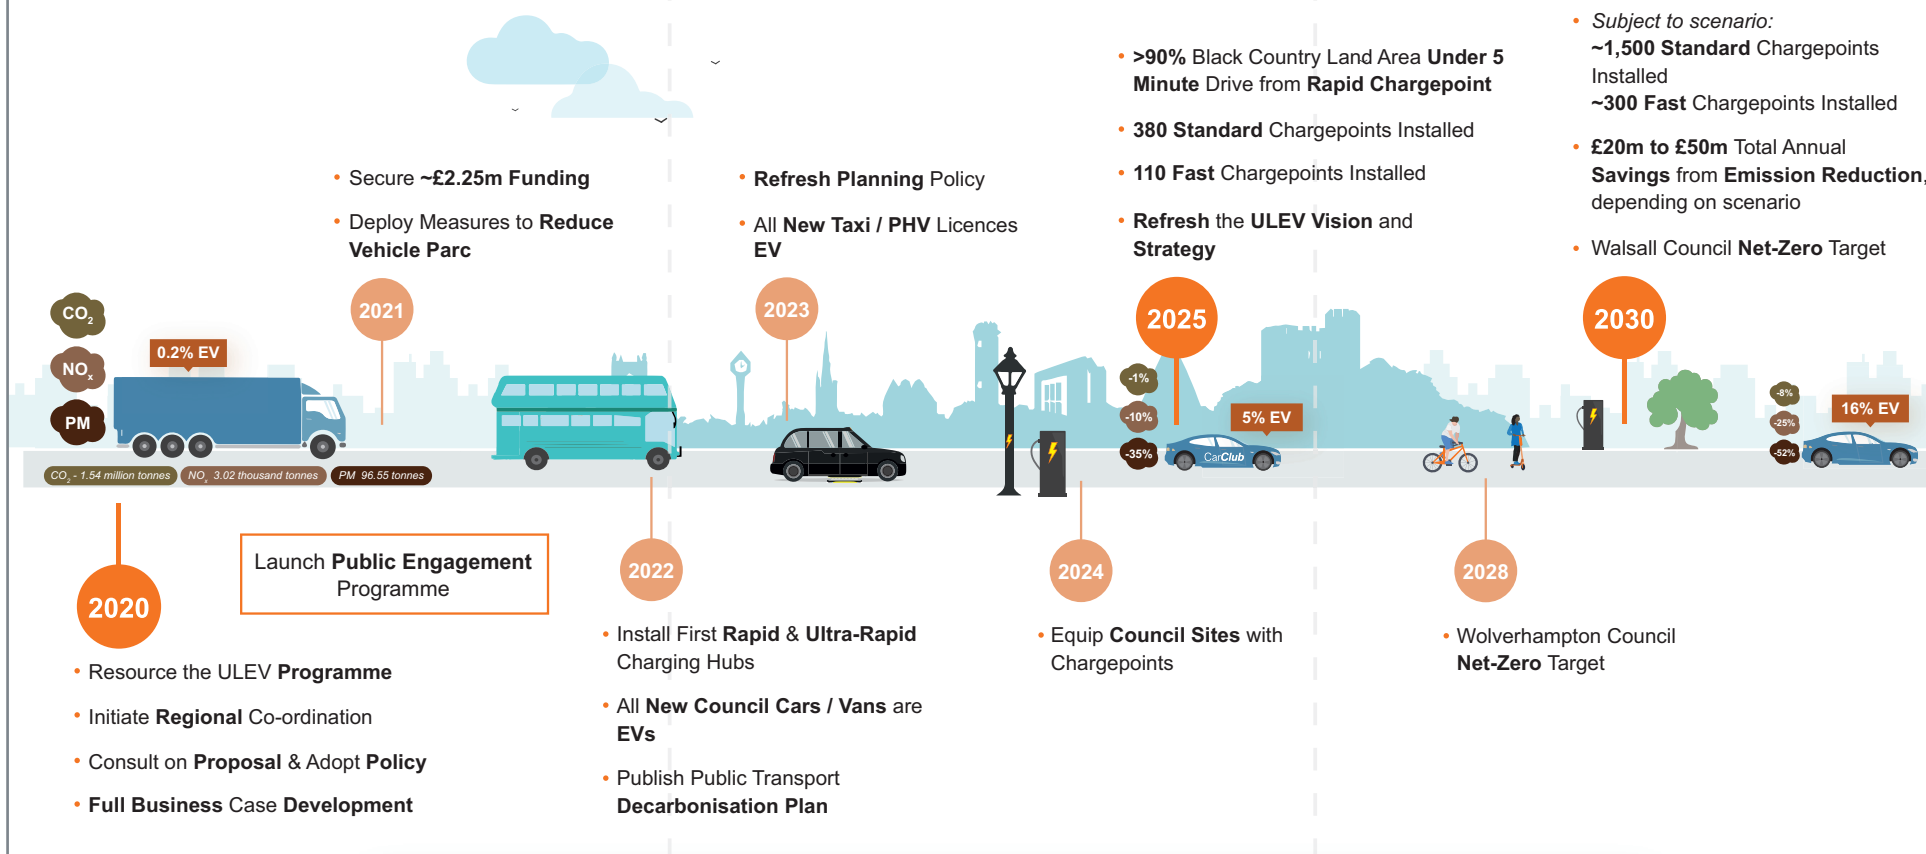 • Secure ~£2.25m Funding
• Deploy Measures to Reduce
Vehicle Parc
2021
• Refresh Planning Policy
• All New Taxi / PHV Licences
EV
2023
• >90% Black Country Land Area Under 5
Minute Drive from Rapid Chargepoint
• 380 Standard Chargepoints Installed
• 110 Fast Chargepoints Installed
• Refresh the ULEV Vision and
Strategy
2025
• Subject to scenario:
~1,500 Standard Chargepoints
Installed
~300 Fast Chargepoints Installed
• £20m to £50m Total Annual
Savings from Emission Reduction,
depending on scenario
• Walsall Council Net-Zero Target
2030
CO₂
NOₓ
PM
0.2% EV
CO₂ - 1.54 million tonnes
NOₓ 3.02 thousand tonnes
PM 96.55 tonnes
-1%
-10%
-35%
5% EV
CarClub
-8%
-25%
-52%
16% EV
2020
• Resource the ULEV Programme
• Initiate Regional Co-ordination
• Consult on Proposal & Adopt Policy
• Full Business Case Development
Launch Public Engagement
Programme
2022
• Install First Rapid & Ultra-Rapid
Charging Hubs
• All New Council Cars / Vans are
EVs
• Publish Public Transport
Decarbonisation Plan
2024
• Equip Council Sites with
Chargepoints
2028
• Wolverhampton Council
Net-Zero Target